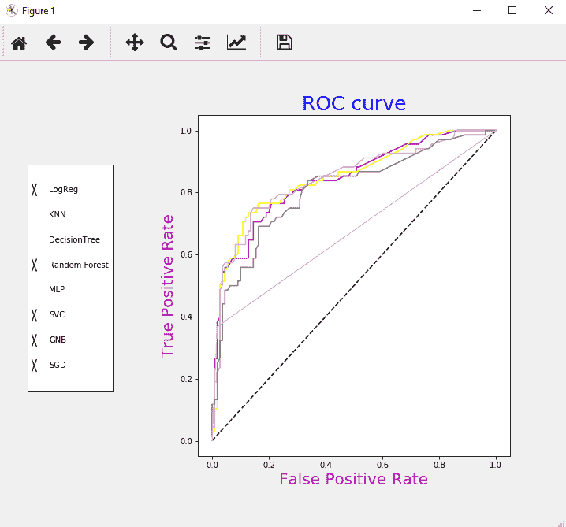 Figure 1
ROC curve
LogReg
KNN
DecisionTree
Random Forest
MLP
SVC
GNB
SGD
True Positive Rate
1.0
0.8
0.6
0.4
0.2
0.0
0.0 0.2 0.4 0.6 0.8 1.0
False Positive Rate